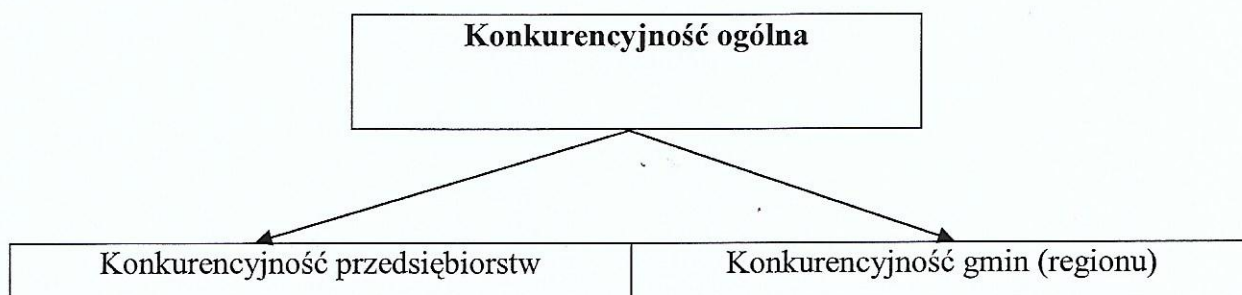 Konkurencyjność ogólna
Konkurencyjność przedsiębiorstw
Konkurencyjność gmin (regionu)